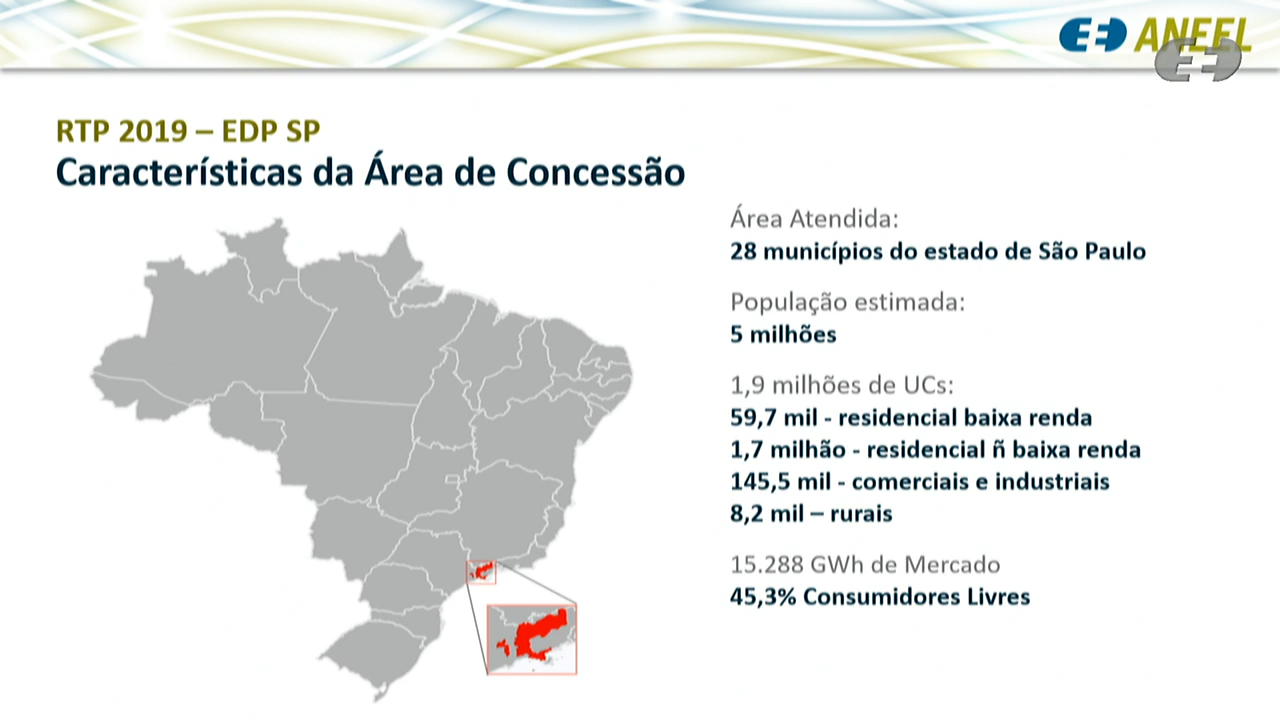 ANEEL
RTP 2019 – EDP SP
Características da Área de Concessão
Área Atendida:
28 municípios do estado de São Paulo
População estimada:
5 milhões
1,9 milhões de UCs:
59,7 mil - residencial baixa renda
1,7 milhão - residencial ñ baixa renda
145,5 mil - comerciais e industriais
8,2 mil – rurais
15.288 GWh de Mercado
45,3% Consumidores Livres